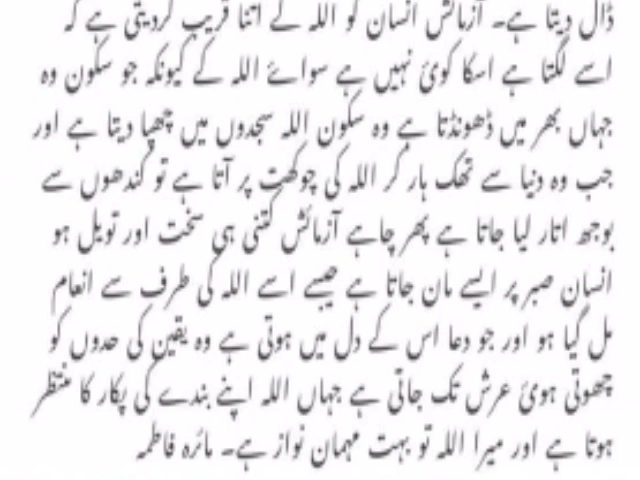 ڈال دیتا ہے۔ آزمائش انسان کو اللہ کے اتنا قریب کردیتی ہے کہ
اسے لگتا ہے اسکا کوئ نہیں ہے سوائے اللہ کے کیونکہ جو سکون وہ
جہاں بھر میں ڈھونڈتا ہے وہ سکون اللہ سجدوں میں چھپا دیتا ہے اور
جب وہ دنیا سے تھک ہار کر اللہ کی چوکھت پر آتا ہے تو کندھوں سے
بوجھ اتار لیا جاتا ہے پھر چاہے آزمائش کتنی ہی سخت اور تویل ہو
انسان صبر پر ایسے مان جاتا ہے جیسے اسے اللہ کی طرف سے انعام
مل گیا ہو اور جو دعا اس کے دل میں ہوتی ہے وہ یقین کی حدوں کو
چھوتی ہوئ عرش تک جاتی ہے جہاں اللہ اپنے بندے کی پکار کا منتظر
ہوتا ہے اور میرا اللہ تو بہت مہمان نواز ہے۔ مائرہ فاطمہ